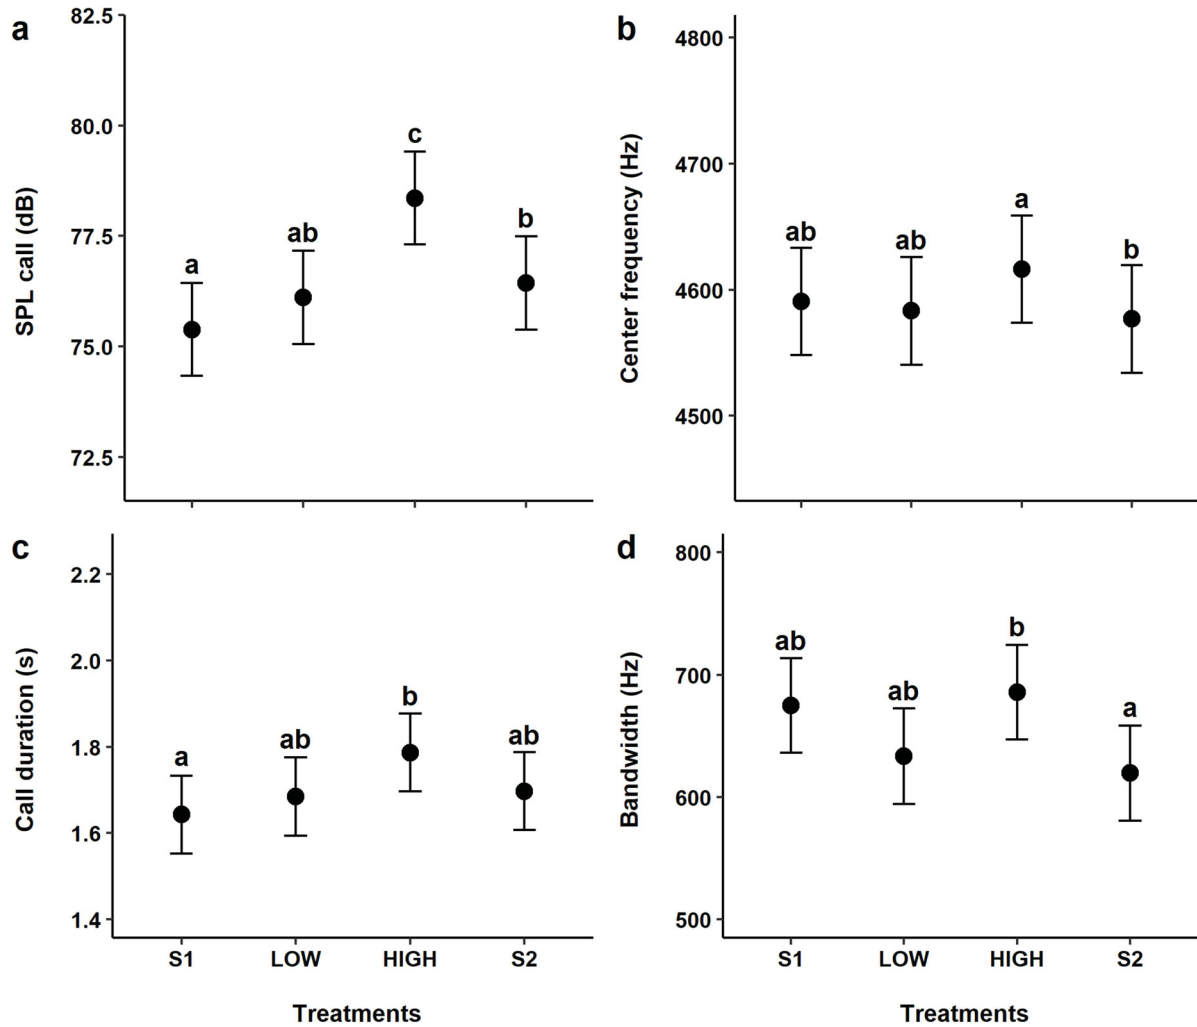 a
82.5
80.0
77.5
75.0
72.5
SPL call (dB)
a
ab
c
b
b
4800
4700
4600
4500
Center frequency (Hz)
ab
ab
a
b
c
2.2
2.0
1.8
1.6
1.4
Call duration (s)
a
ab
b
ab
S1
LOW
HIGH
S2
Treatments
d
800
700
600
500
Bandwidth (Hz)
ab
ab
b
a
S1
LOW
HIGH
S2
Treatments